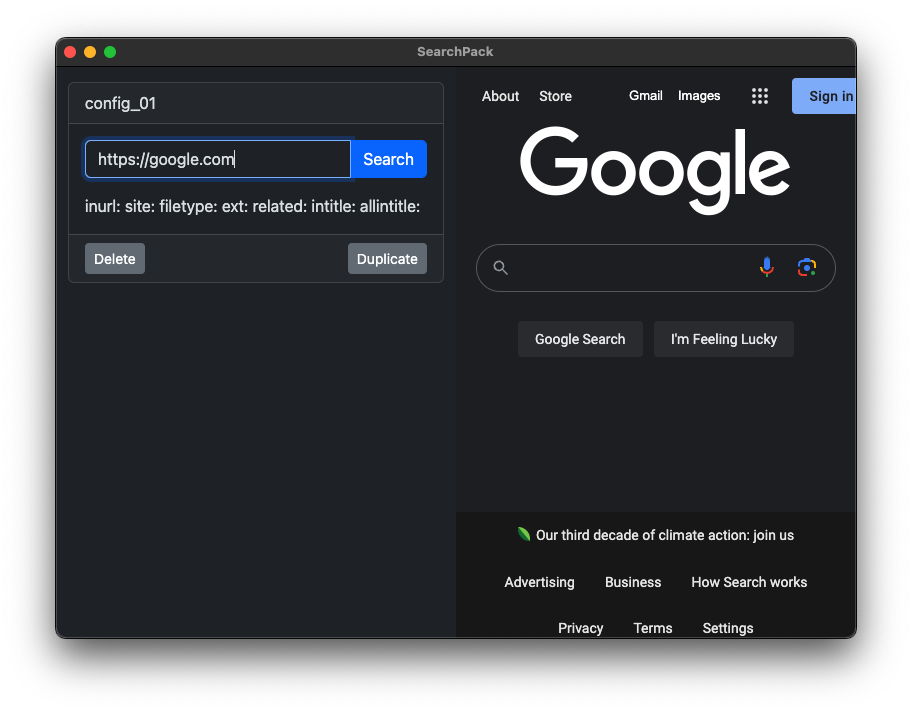 SearchPack
config_01
https://google.com
Search
inurl: site: filetype: ext: related: intitle: allintitle:
Delete
Duplicate
About Store Gmail Images Sign in
Google
Google Search
I'm Feeling Lucky
Our third decade of climate action: join us
Advertising Business How Search works
Privacy Terms Settings